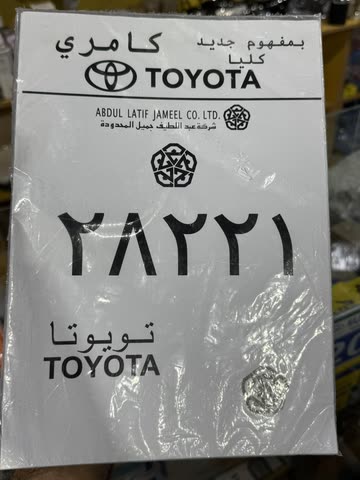 بمفهوم جديد كامري
كليا
TOYOTA
ABDUL LATIF JAMEEL CO. LTD.
شركة عبد اللطيف جميل المحدودة
٢٨٢٢١
تويوتا
TOYOTA